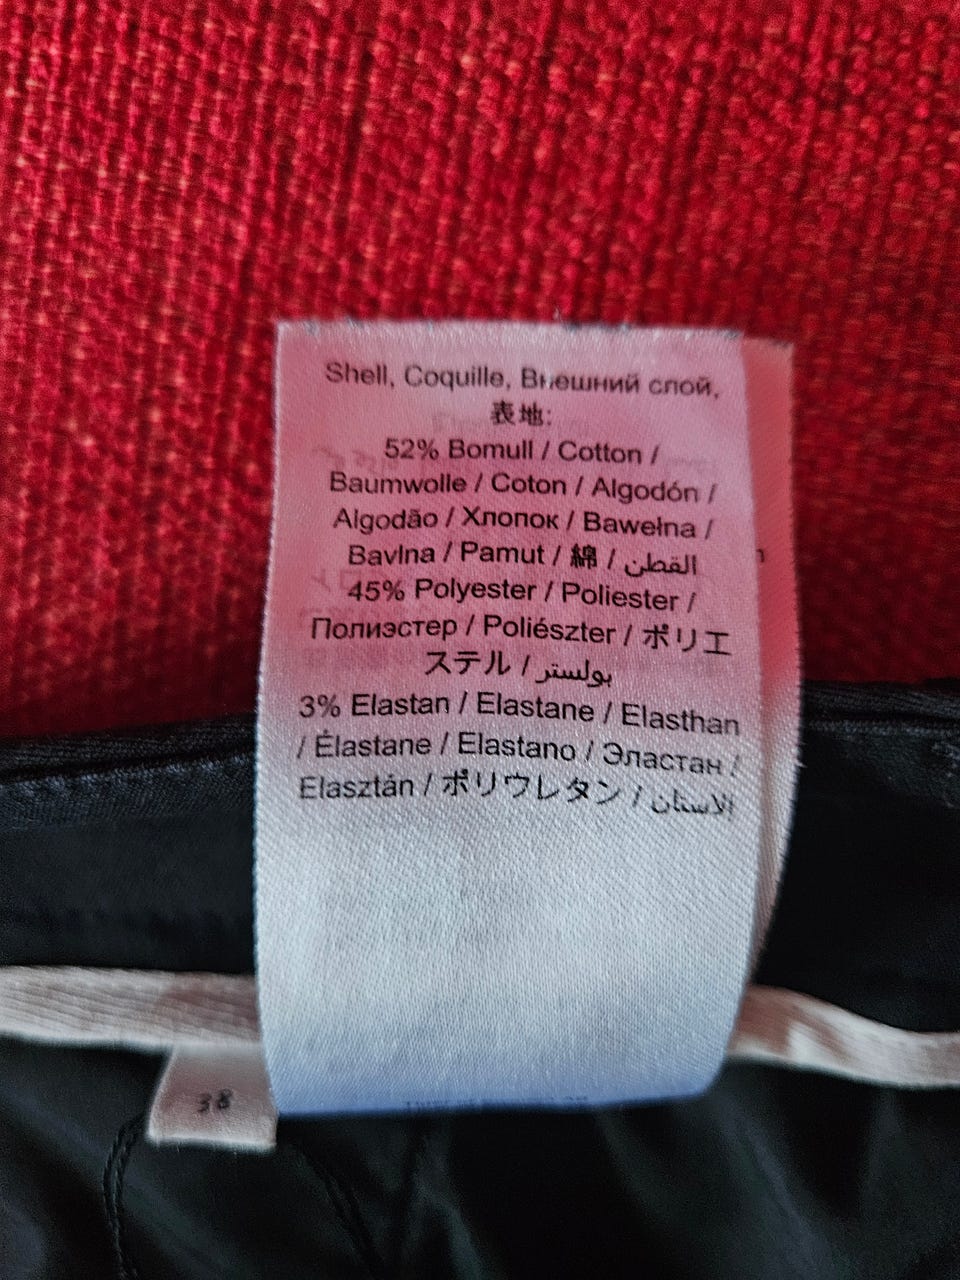 Shell, Coquille, Внешний слой,
表地:
52% Bomull / Cotton /
Baumwolle / Coton / Algodón /
Algodão / Хлопок / Bawełna /
Bavlna / Pamut / 綿 / القطن
45% Polyester / Poliester /
Полиэстер / Poliészter / ポリエ
ステル / بولستر
3% Elastan / Elastane / Elasthan
/ Élastane / Elastano / Эластан /
Elasztán / ポリウレタン / الاستان
38